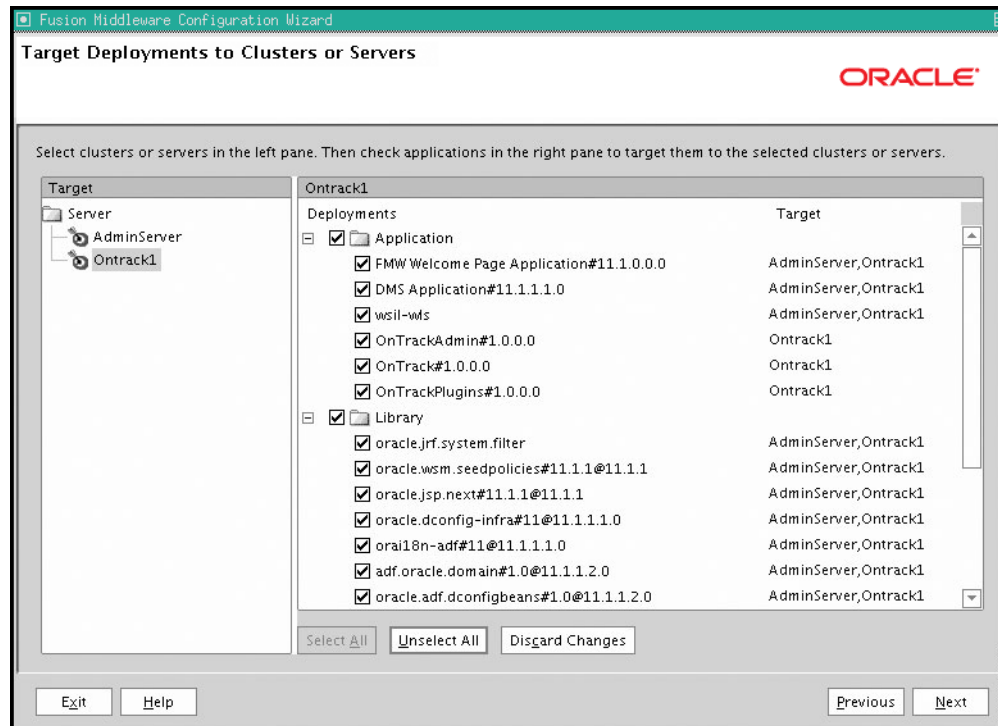 Fusion Middleware Configuration Wizard
Target Deployments to Clusters or Servers
ORACLE
Select clusters or servers in the left pane. Then check applications in the right pane to target them to the selected clusters or servers.
Target
Server
AdminServer
Ontrack1
Ontrack1
Deployments Target
Application
FMW Welcome Page Application#11.1.0.0.0 AdminServer,Ontrack1
DMS Application#11.1.1.1.0 AdminServer,Ontrack1
wsil-wls AdminServer,Ontrack1
OnTrackAdmin#1.0.0.0 Ontrack1
OnTrack#1.0.0.0 Ontrack1
OnTrackPlugins#1.0.0.0 Ontrack1
Library
oracle.jrf.system.filter AdminServer,Ontrack1
oracle.wsm.seedpolicies#11.1.1@11.1.1 AdminServer,Ontrack1
oracle.jsp.next#11.1.1@11.1.1 AdminServer,Ontrack1
oracle.dconfig-infra#11@11.1.1.1.0 AdminServer,Ontrack1
orai18n-adf#11@11.1.1.1.0 AdminServer,Ontrack1
adf.oracle.domain#1.0@11.1.1.2.0 AdminServer,Ontrack1
oracle.adf.dconfigbeans#1.0@11.1.1.2.0 AdminServer,Ontrack1
Select All Unselect All Discard Changes
Exit Help Previous Next